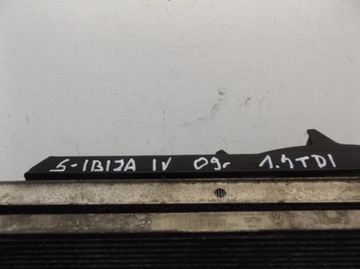 S-IBIZA IV 09r 1.4TDI